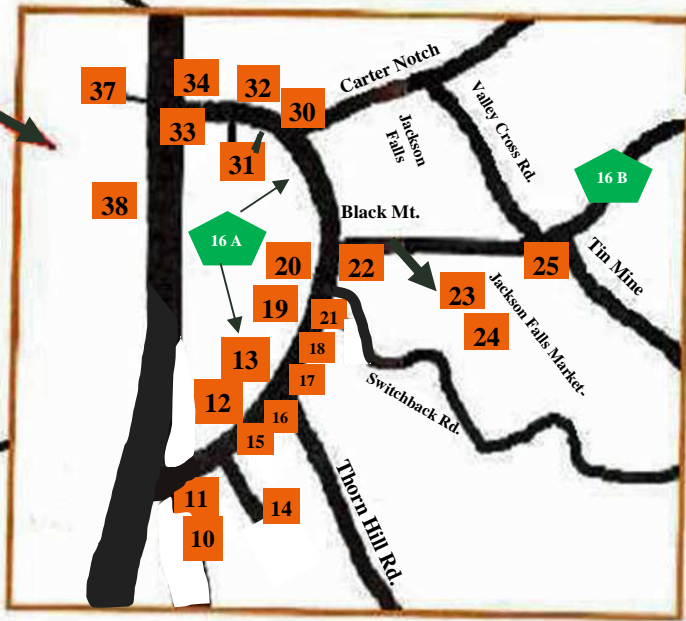 37
34
32
30
33
31
38
Carter Notch
Jackson
Falls
Valley Cross Rd.
16 B
16 A
Black Mt.
20
22
25
Tin Mine
19
21
23
24
Jackson Falls Market-
18
13
17
12
16
15
Switchback Rd.
11
14
10
Thorn Hill Rd.